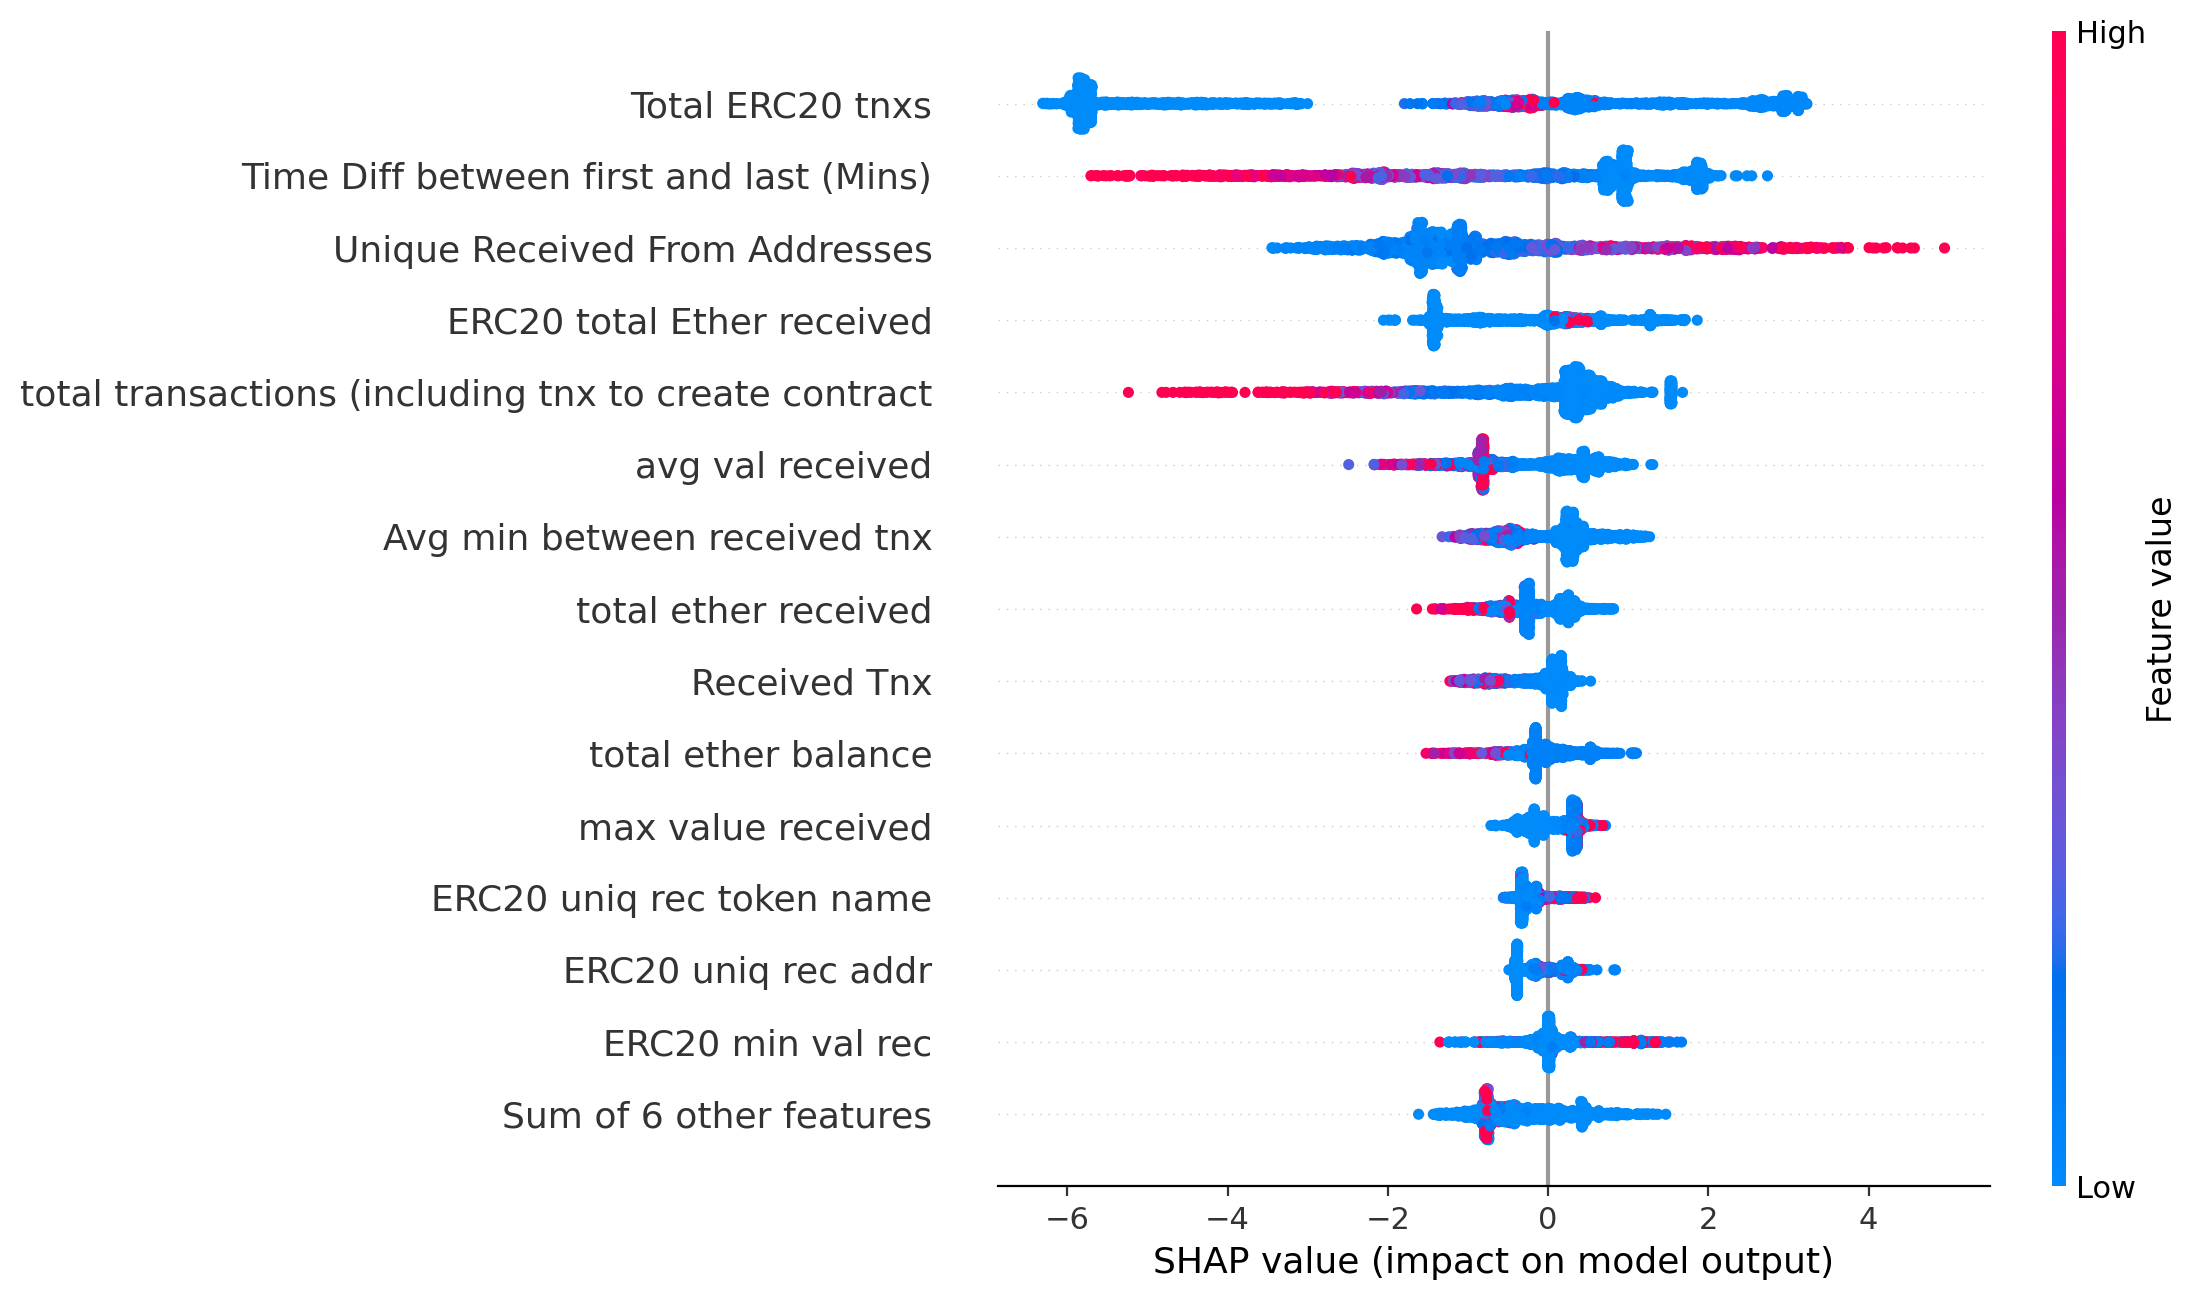 High
Total ERC20 tnxs
Time Diff between first and last (Mins)
Unique Received From Addresses
ERC20 total Ether received
total transactions (including tnx to create contract
avg val received
Avg min between received tnx
total ether received
Received Tnx
total ether balance
max value received
ERC20 uniq rec token name
ERC20 uniq rec addr
ERC20 min val rec
Sum of 6 other features
Feature value
Low
−6 −4 −2 0 2 4
SHAP value (impact on model output)